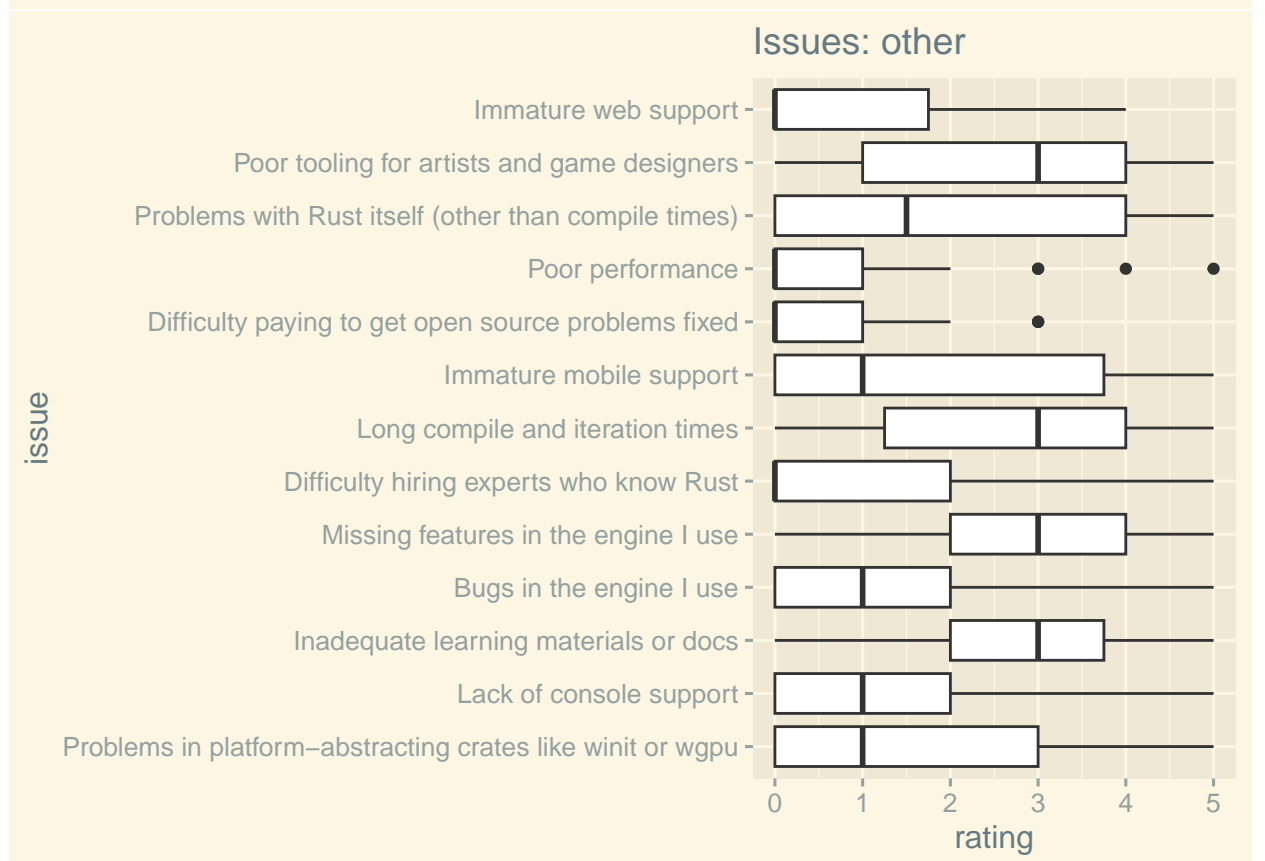 Issues: other
Immature web support
Poor tooling for artists and game designers
Problems with Rust itself (other than compile times)
Poor performance
Difficulty paying to get open source problems fixed
Immature mobile support
Long compile and iteration times
Difficulty hiring experts who know Rust
Missing features in the engine I use
Bugs in the engine I use
Inadequate learning materials or docs
Lack of console support
Problems in platform−abstracting crates like winit or wgpu
issue
0 1 2 3 4 5
rating